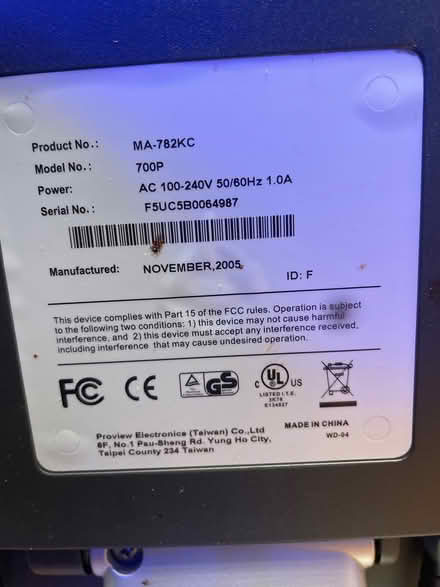 Product No.: MA-782KC
Model No.: 700P
Power: AC 100-240V 50/60Hz 1.0A
Serial No.: F5UC5B0064987
Manufactured: NOVEMBER,2005
ID: F
This device complies with Part 15 of the FCC rules. Operation is subject
to the following two conditions: 1) this device may not cause harmful
interference, and 2) this device must accept any interference received,
including interference that may cause undesired operation.
FC CE GS c UL US
LISTED I.T.E.
3K78
E134527
MADE IN CHINA
WD-04
Proview Electronics (Taiwan) Co.,Ltd
6F, No.1 Pau-Sheng Rd. Yung Ho City,
Taipei County 234 Taiwan